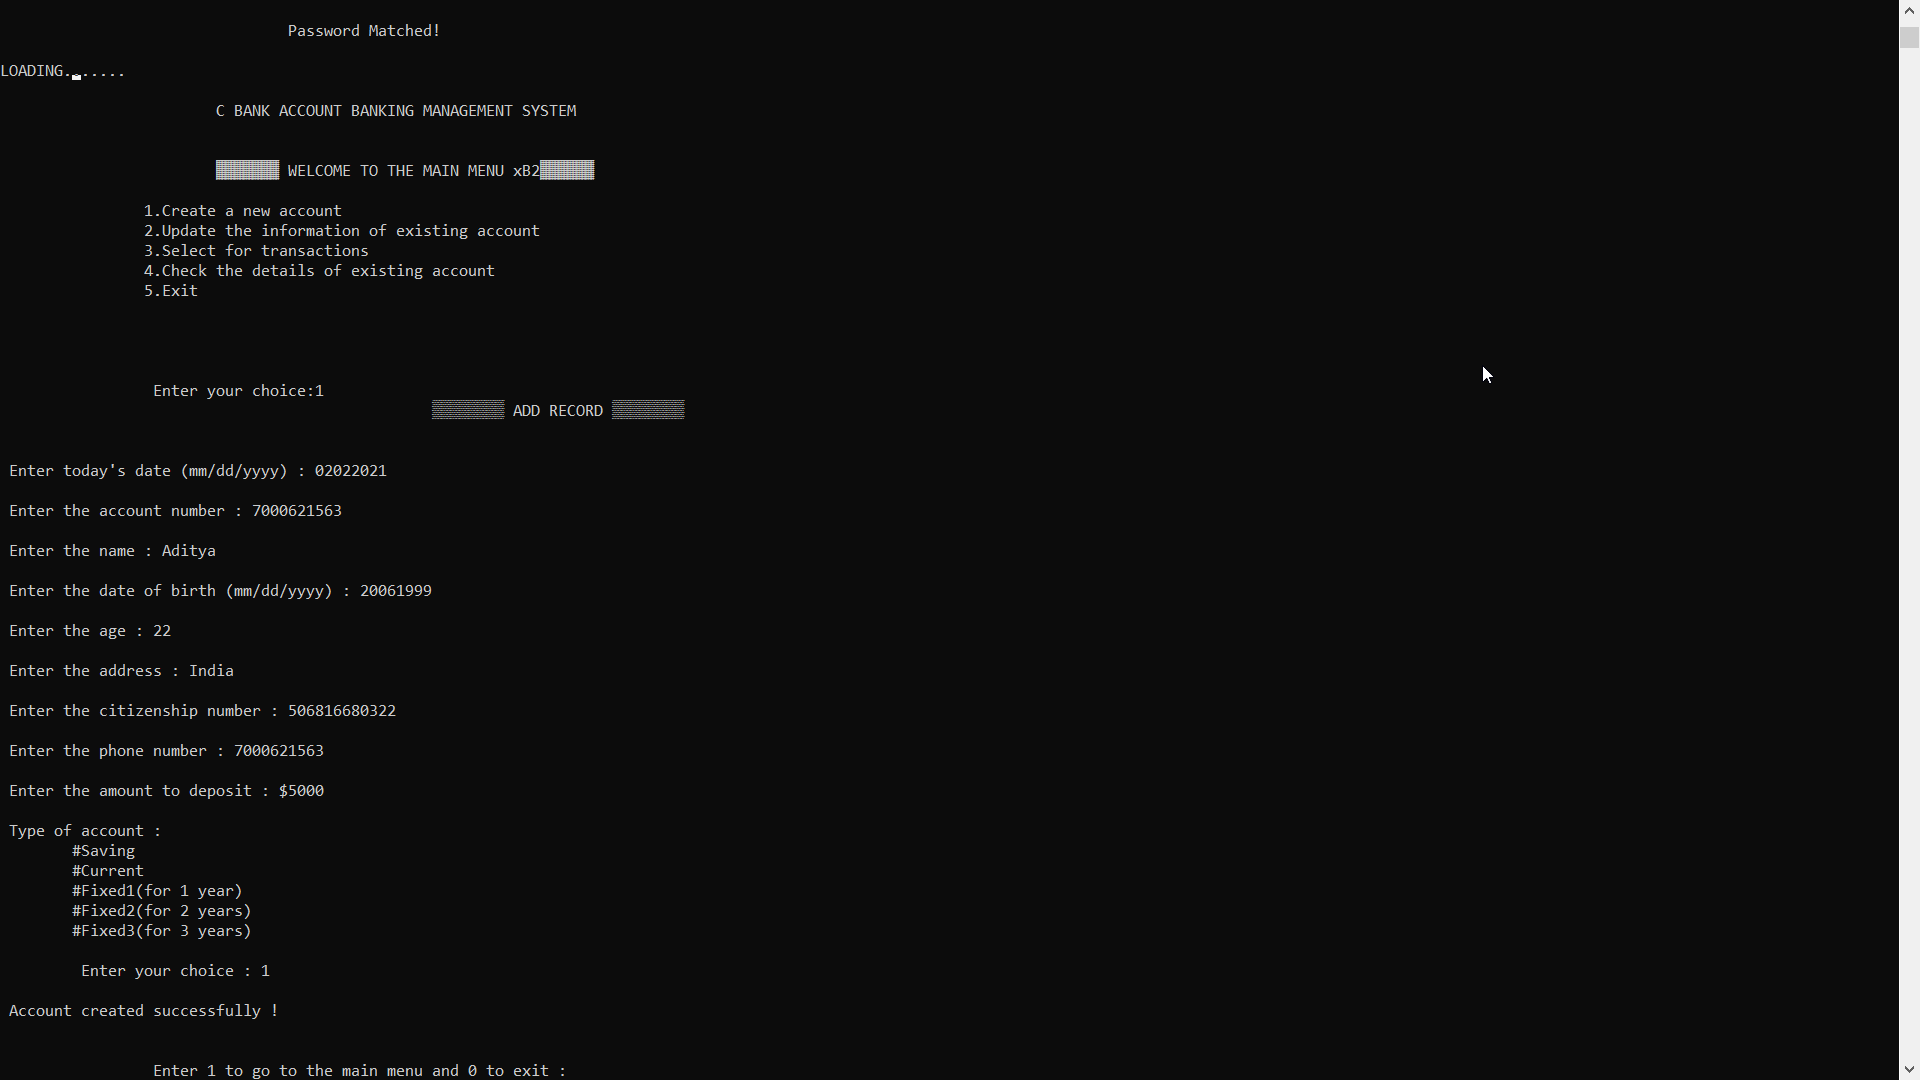 Password Matched!
LOADING.......
C BANK ACCOUNT BANKING MANAGEMENT SYSTEM
▒▒▒▒▒▒▒ WELCOME TO THE MAIN MENU xB2▒▒▒▒▒▒
1.Create a new account
2.Update the information of existing account
3.Select for transactions
4.Check the details of existing account
5.Exit
Enter your choice:1
░░░░░░░░ ADD RECORD ░░░░░░░░
Enter today's date (mm/dd/yyyy) : 02022021
Enter the account number : 7000621563
Enter the name : Aditya
Enter the date of birth (mm/dd/yyyy) : 20061999
Enter the age : 22
Enter the address : India
Enter the citizenship number : 506816680322
Enter the phone number : 7000621563
Enter the amount to deposit : $5000
Type of account :
#Saving
#Current
#Fixed1(for 1 year)
#Fixed2(for 2 years)
#Fixed3(for 3 years)
Enter your choice : 1
Account created successfully !
Enter 1 to go to the main menu and 0 to exit :